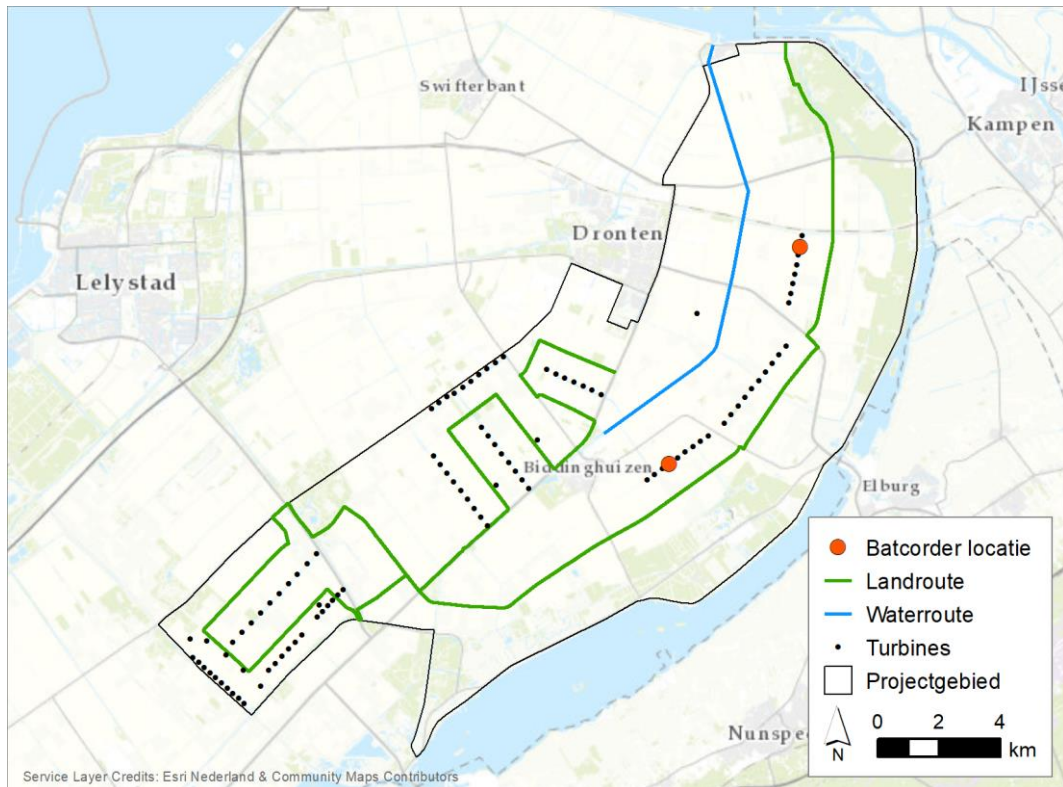 Swifterbant
IJsse
Kampen
Dronten
Lelystad
Biddinghuizen
Elburg
Batcorder locatie
Landroute
Waterroute
Turbines
Projectgebied
N
0 2 4
km
Nunspe
Service Layer Credits: Esri Nederland & Community Maps Contributors